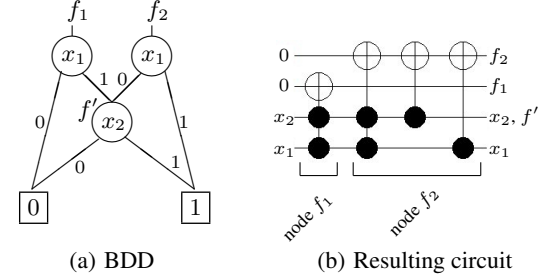 f₁ f₂
x₁ x₁
1 0
f' x₂
0 1
0 1
0 1
(a) BDD
0 f₂
0 f₁
x₂ x₂, f'
x₁ x₁
node f₁ node f₂
(b) Resulting circuit